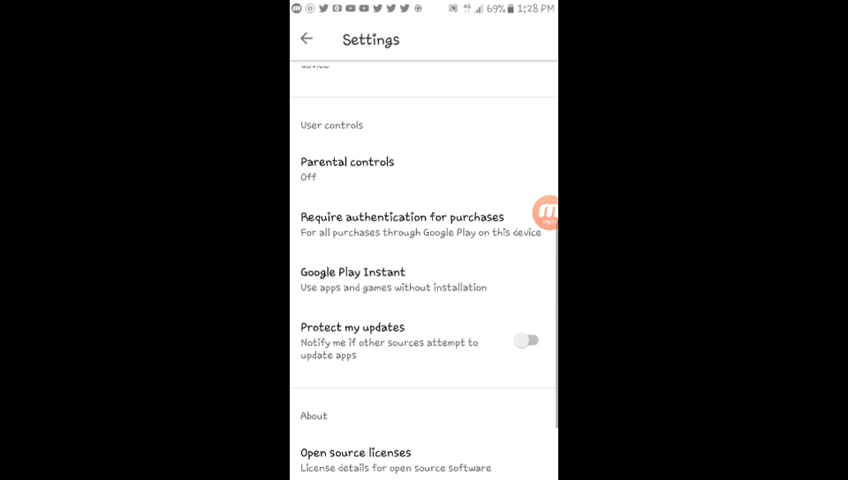 4G 69% 1:28 PM
Settings
device
User controls
Parental controls
Off
Require authentication for purchases
For all purchases through Google Play on this device
Google Play Instant
Use apps and games without installation
Protect my updates
Notify me if other sources attempt to
update apps
About
Open source licenses
License details for open source software